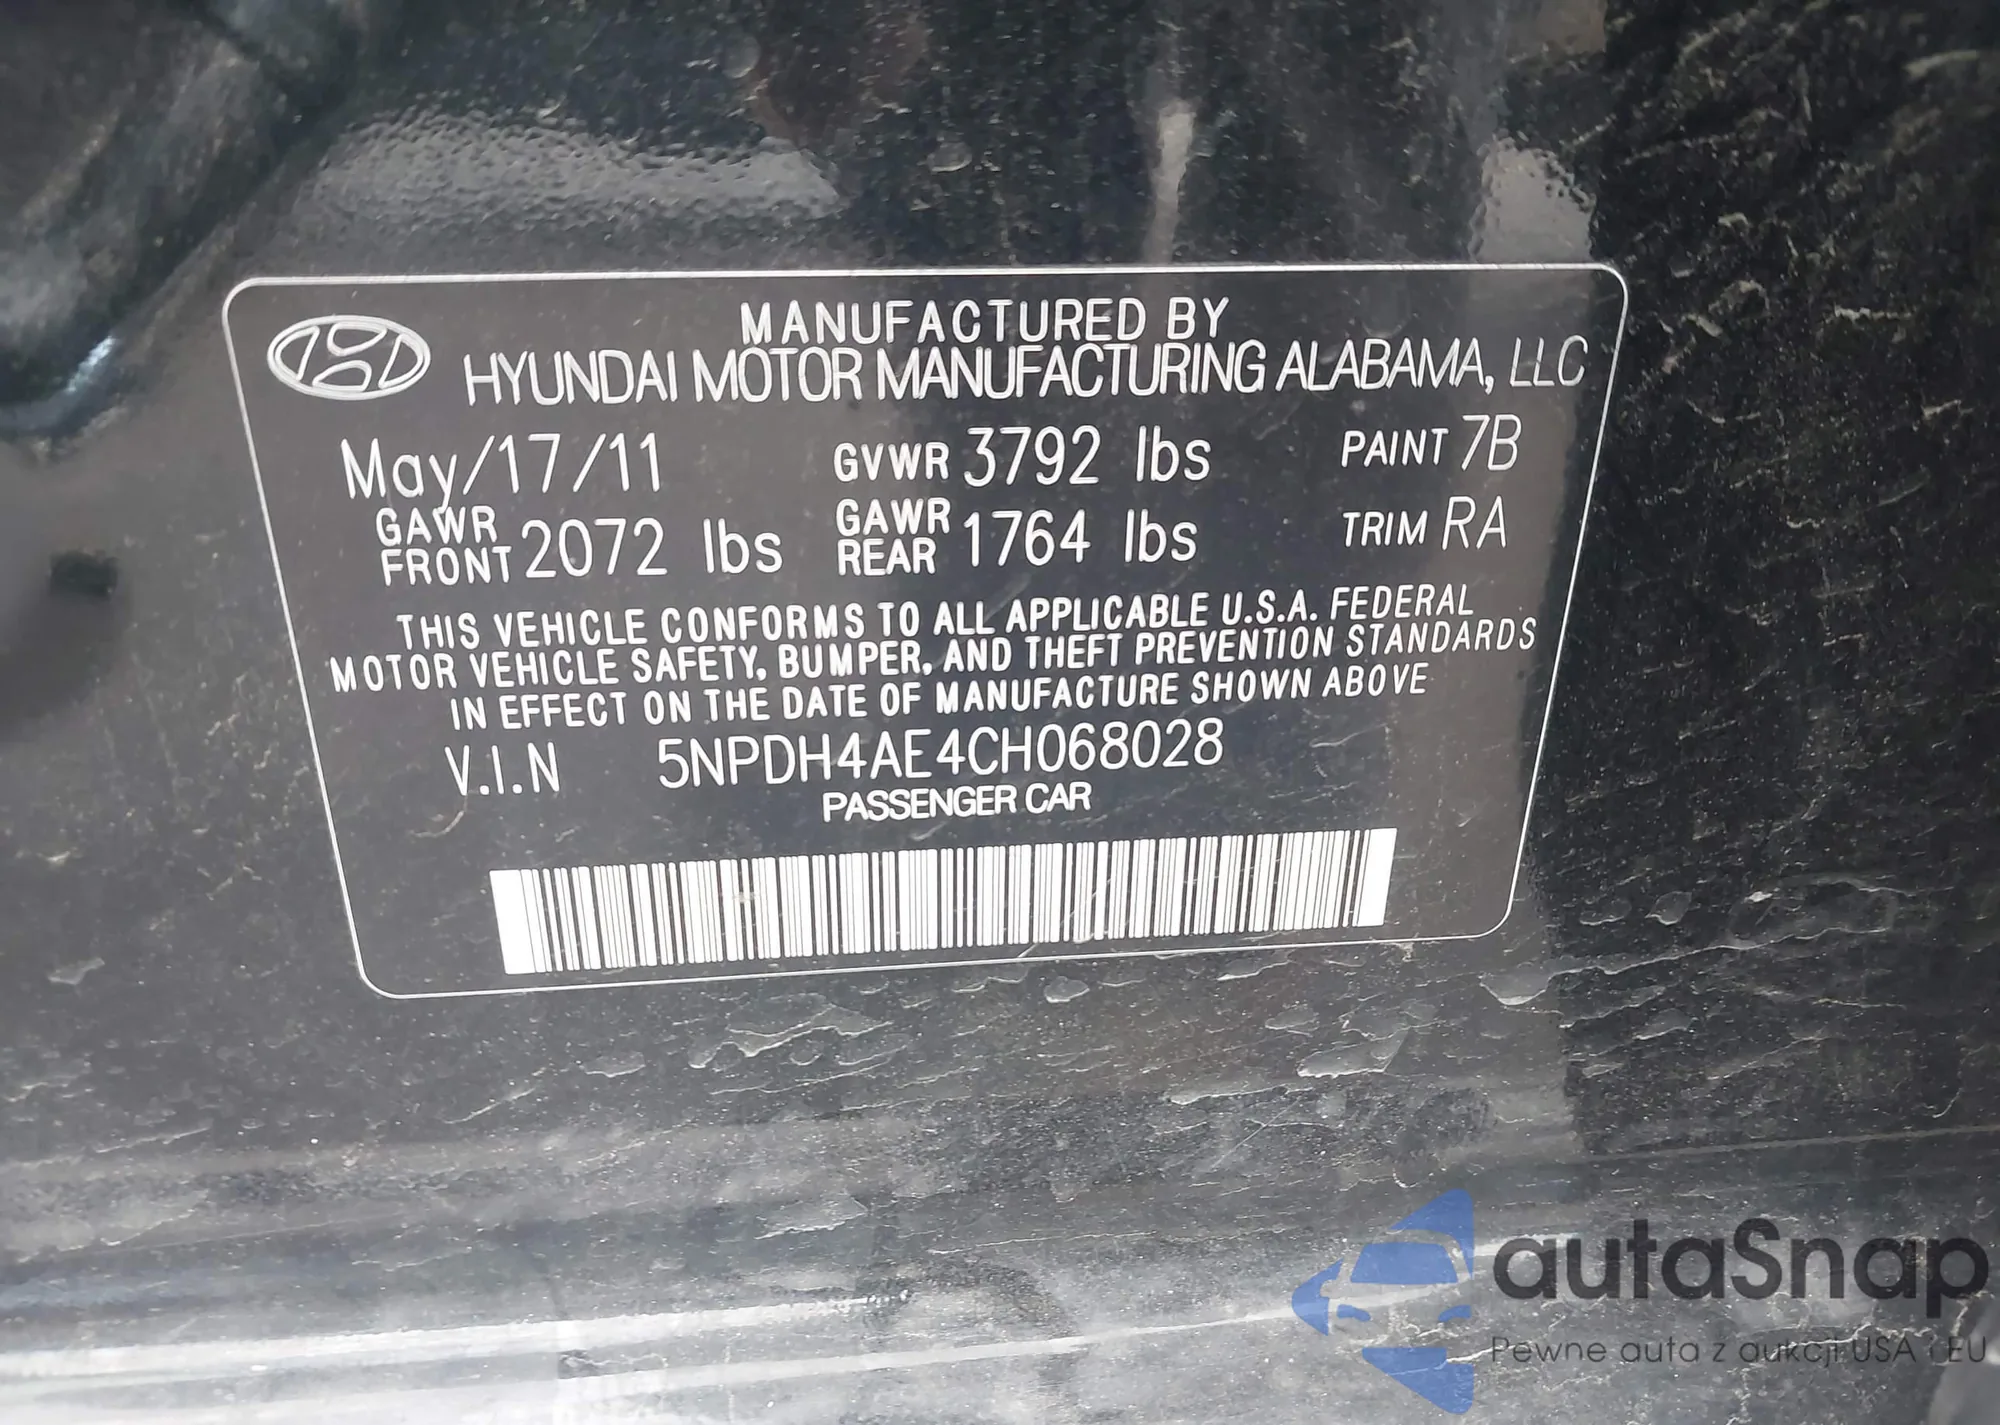 MANUFACTURED BY
HYUNDAI MOTOR MANUFACTURING ALABAMA, LLC
May/17/11 GVWR 3792 lbs PAINT 7B
GAWR FRONT 2072 lbs GAWR REAR 1764 lbs TRIM RA
THIS VEHICLE CONFORMS TO ALL APPLICABLE U.S.A. FEDERAL
MOTOR VEHICLE SAFETY, BUMPER, AND THEFT PREVENTION STANDARDS
IN EFFECT ON THE DATE OF MANUFACTURE SHOWN ABOVE
V.I.N 5NPDH4AE4CH068028
PASSENGER CAR
autaSnap
Pewne auta z aukcji USA i EU